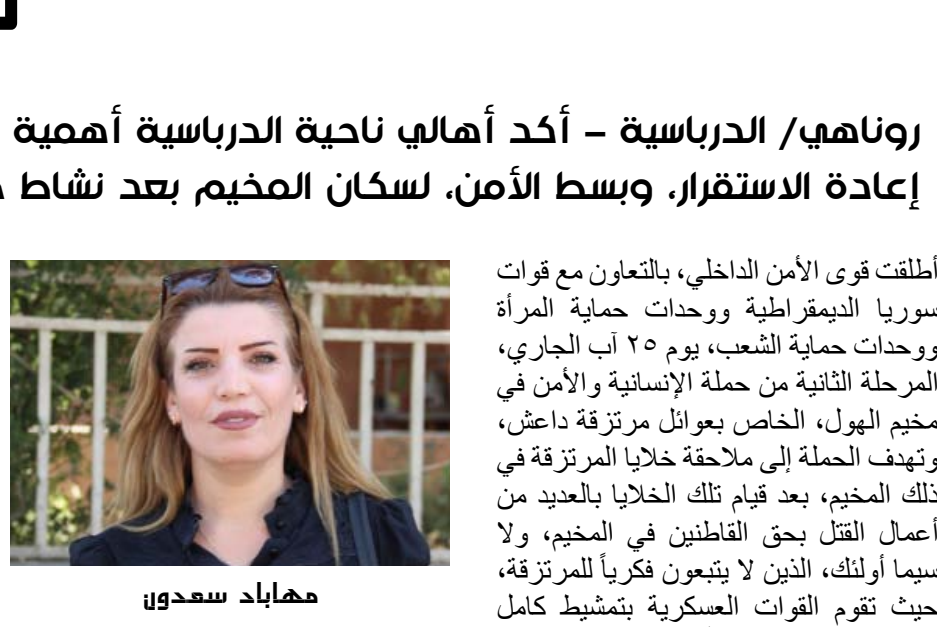 روناهي/ الدرباسية – أكد أهالي ناحية الدرباسية أهمية
إعادة الاستقرار، وبسط الأمن، لسكان المخيم بعد نشاط
أطلقت قوى الأمن الداخلي، بالتعاون مع قوات
سوريا الديمقراطية ووحدات حماية المرأة
ووحدات حماية الشعب، يوم ٢٥ آب الجاري،
المرحلة الثانية من حملة الإنسانية والأمن في
مخيم الهول، الخاص بعوائل مرتزقة داعش،
وتهدف الحملة إلى ملاحقة خلايا المرتزقة في
ذلك المخيم، بعد قيام تلك الخلايا بالعديد من
أعمال القتل بحق القاطنين في المخيم، ولا
سيما أولئك، الذين لا يتبعون فكرياً للمرتزقة،
حيث تقوم القوات العسكرية بتمشيط كامل
مهاباد سعدون